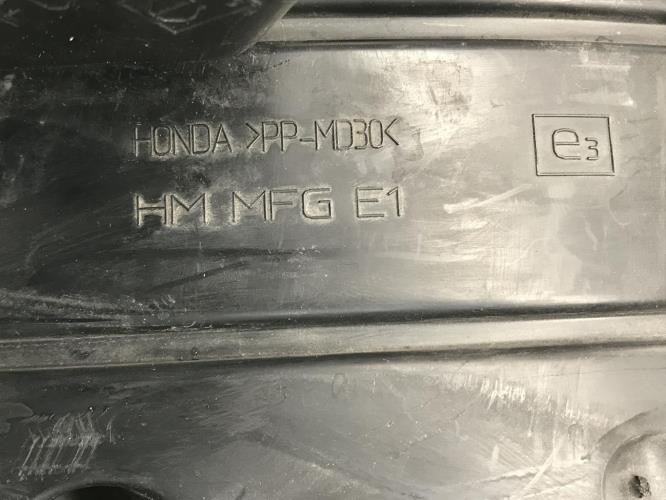 HONDA >PP-MD30<
e3
HM MFG E1